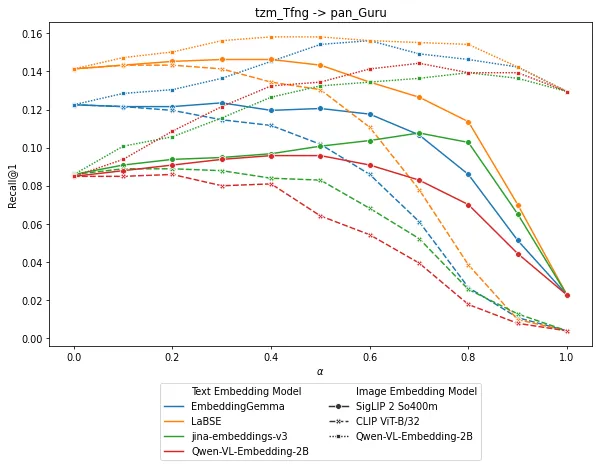 tzm_Tfng -> pan_Guru
Recall@1
0.16
0.14
0.12
0.10
0.08
0.06
0.04
0.02
0.00
0.0
0.2
0.4
0.6
0.8
1.0
α
Text Embedding Model
EmbeddingGemma
LaBSE
jina-embeddings-v3
Qwen-VL-Embedding-2B
Image Embedding Model
SigLIP 2 So400m
CLIP ViT-B/32
Qwen-VL-Embedding-2B